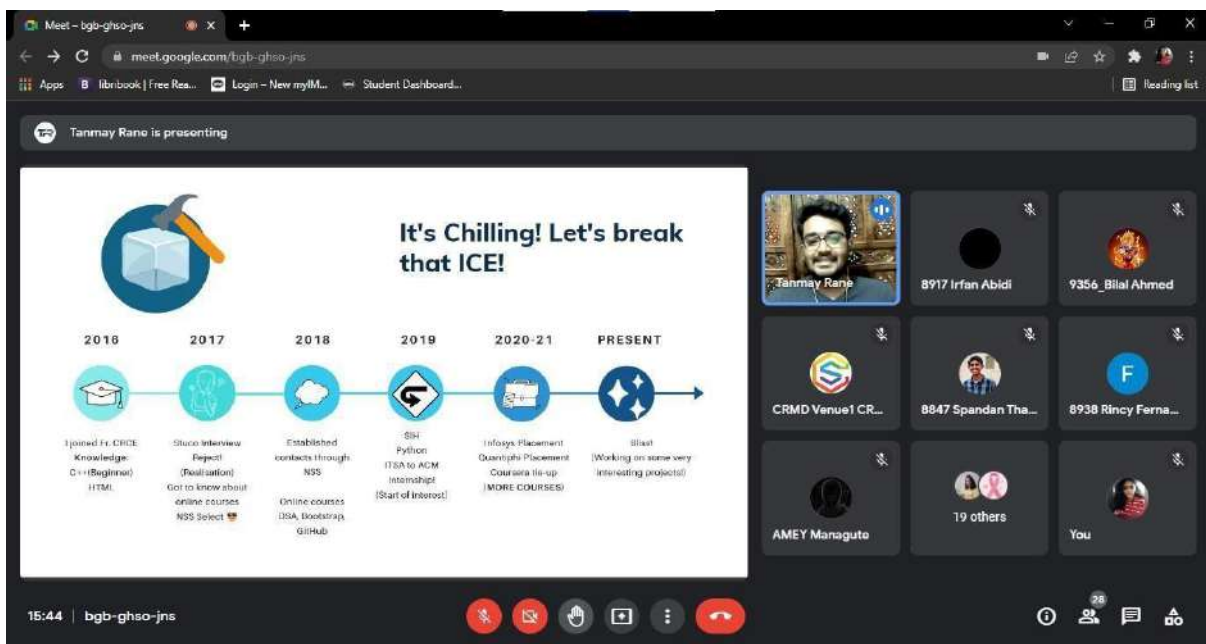 Meet – bgb-ghso-jns
meet.google.com/bgb-ghso-jns
Apps
libribook | Free Rea...
Login – New myIM...
Student Dashboard...
Reading list
TR
Tanmay Rane is presenting
It's Chilling! Let's break
that ICE!
2016
2017
2018
2019
2020-21
PRESENT
I joined Fr. CRCE
Knowledge:
C++(Beginner)
HTML
Stuco Interview
Reject!
(Realisation)
Got to know about
online courses
NSS Select
Established
contacts through
NSS
Online courses
DSA, Bootstrap,
GitHub
SIH
Python
ITSA to ACM
Internship!
(Start of interest)
Infosys Placement
Quantiphi Placement
Coursera tie-up
(MORE COURSES)
Bliss!
(Working on some very
interesting projects!)
Tanmay Rane
8917 Irfan Abidi
9356_Bilal Ahmed
CRMD Venue1 CR...
8847 Spandan Tha...
F
8938 Rincy Ferna...
AMEY Managute
19 others
You
15:44 | bgb-ghso-jns
28